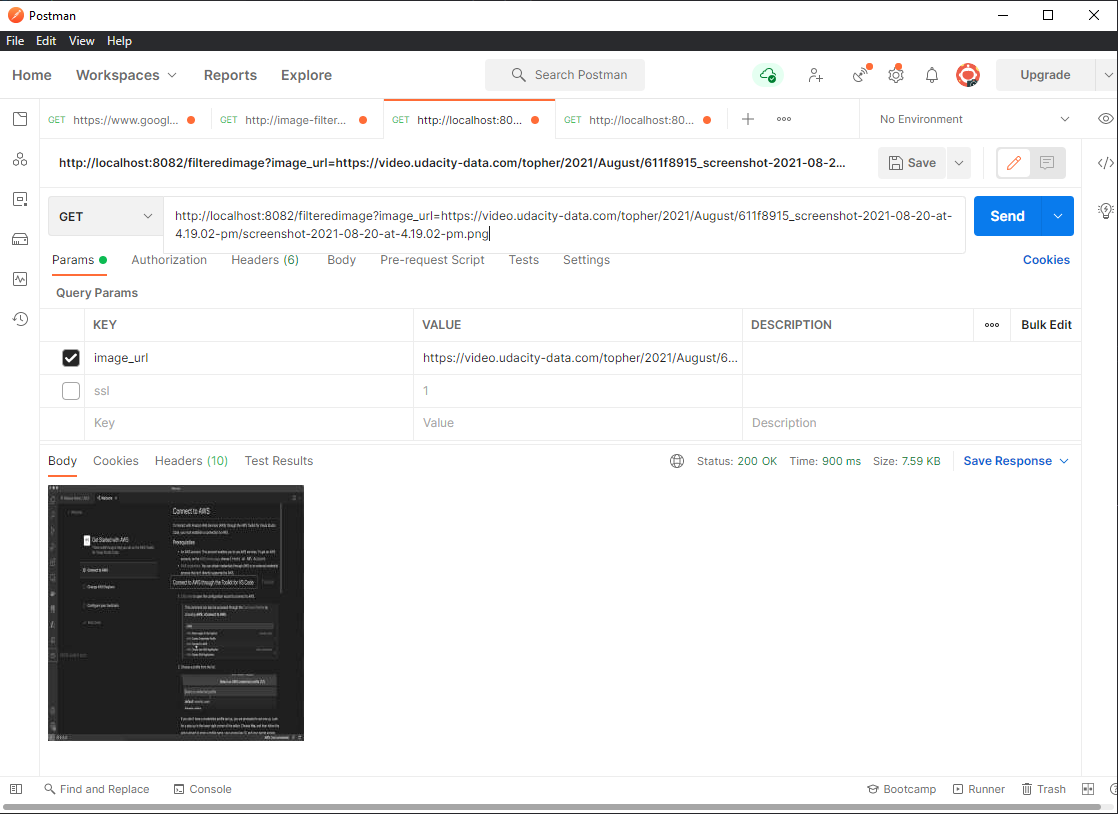 Postman
File Edit View Help
Home Workspaces Reports Explore Search Postman Upgrade
GET https://www.googl... GET http://image-filter... GET http://localhost:80... GET http://localhost:80... No Environment
http://localhost:8082/filteredimage?image_url=https://video.udacity-data.com/topher/2021/August/611f8915_screenshot-2021-08-2... Save
GET http://localhost:8082/filteredimage?image_url=https://video.udacity-data.com/topher/2021/August/611f8915_screenshot-2021-08-20-at-
4.19.02-pm/screenshot-2021-08-20-at-4.19.02-pm.png Send
Params Authorization Headers (6) Body Pre-request Script Tests Settings Cookies
Query Params
KEY VALUE DESCRIPTION Bulk Edit
image_url https://video.udacity-data.com/topher/2021/August/6...
ssl 1
Key Value Description
Body Cookies Headers (10) Test Results Status: 200 OK Time: 900 ms Size: 7.59 KB Save Response
Connect to AWS
Get Started with AWS
Prerequisites
Connect to AWS
Connect to AWS through the Toolkit for VS Code
Find and Replace Console Bootcamp Runner Trash